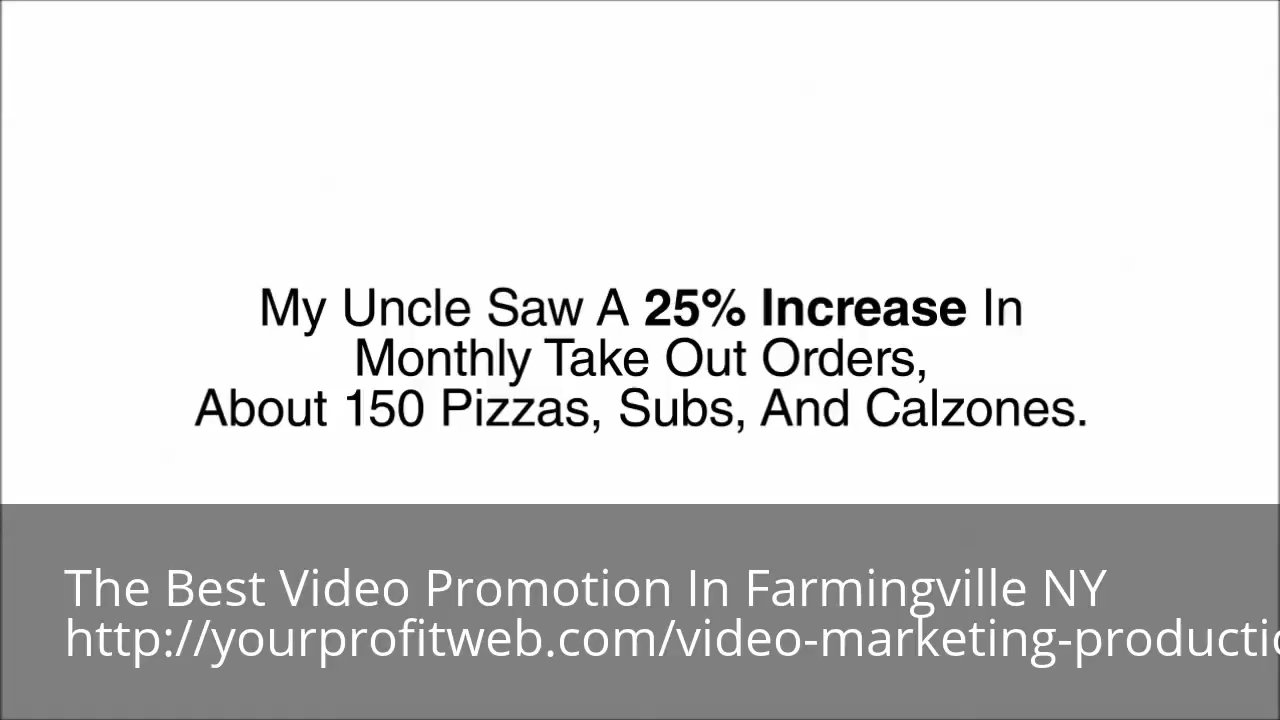 My Uncle Saw A 25% Increase In
Monthly Take Out Orders,
About 150 Pizzas, Subs, And Calzones.
The Best Video Promotion In Farmingville NY
http://yourprofitweb.com/video-marketing-productic